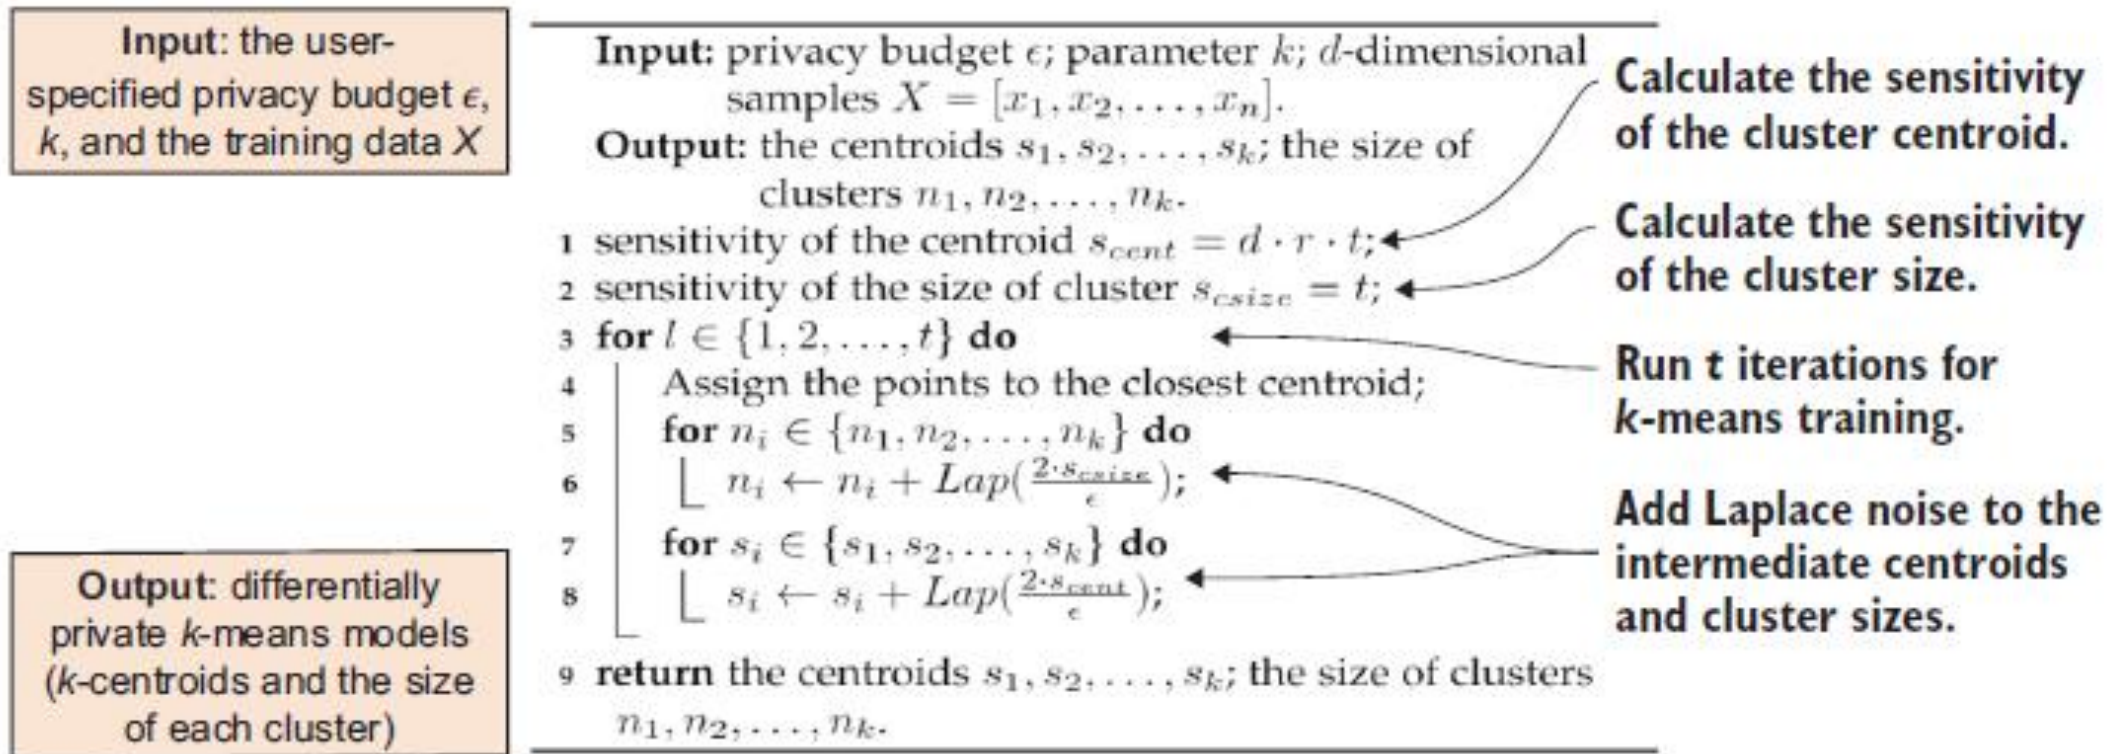 Input: the user-
specified privacy budget ϵ,
k, and the training data X
Output: differentially
private k-means models
(k-centroids and the size
of each cluster)
Input: privacy budget ϵ; parameter k; d-dimensional
samples X = [x₁, x₂, . . . , xₙ].
Output: the centroids s₁, s₂, . . . , sₖ; the size of
clusters n₁, n₂, . . . , nₖ.
1 sensitivity of the centroid s_cent = d · r · t;
2 sensitivity of the size of cluster s_csize = t;
3 for l ∈ {1, 2, . . . , t} do
4 Assign the points to the closest centroid;
5 for nᵢ ∈ {n₁, n₂, . . . , nₖ} do
6 nᵢ ← nᵢ + Lap(2·s_csize/ϵ);
7 for sᵢ ∈ {s₁, s₂, . . . , sₖ} do
8 sᵢ ← sᵢ + Lap(2·s_cent/ϵ);
9 return the centroids s₁, s₂, . . . , sₖ; the size of clusters
n₁, n₂, . . . , nₖ.
Calculate the sensitivity
of the cluster centroid.
Calculate the sensitivity
of the cluster size.
Run t iterations for
k-means training.
Add Laplace noise to the
intermediate centroids
and cluster sizes.